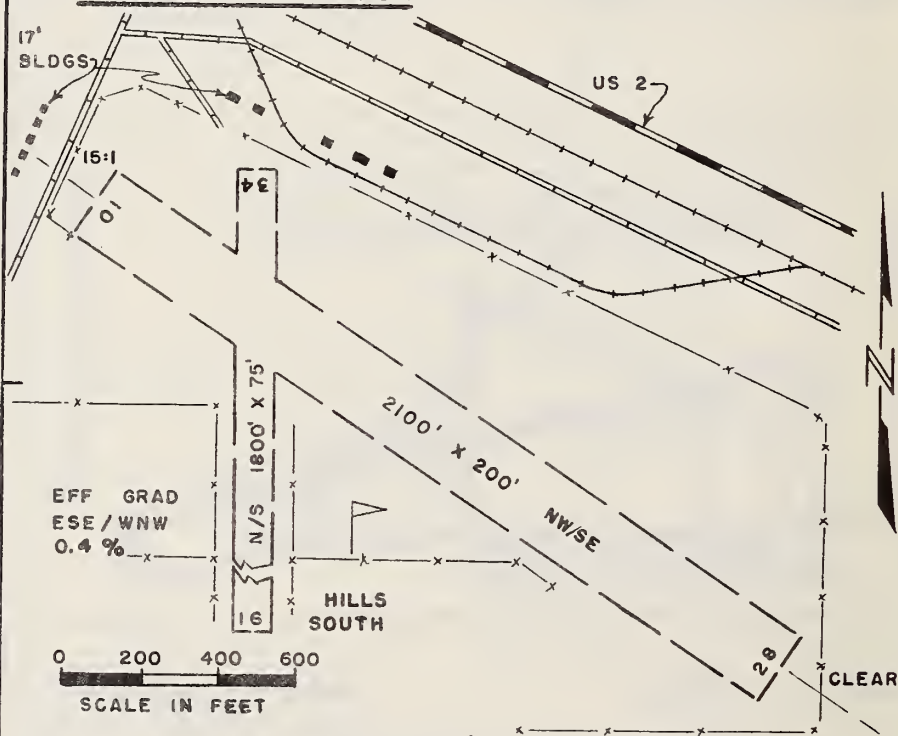 17'
BLDGS
US 2
15:1
34
10
N
N/S 1800' X 75'
2100' X 200'
NW/SE
EFF GRAD
ESE/WNW
0.4 %
HILLS
SOUTH
16
28
CLEAR
0 200 400 600
SCALE IN FEET